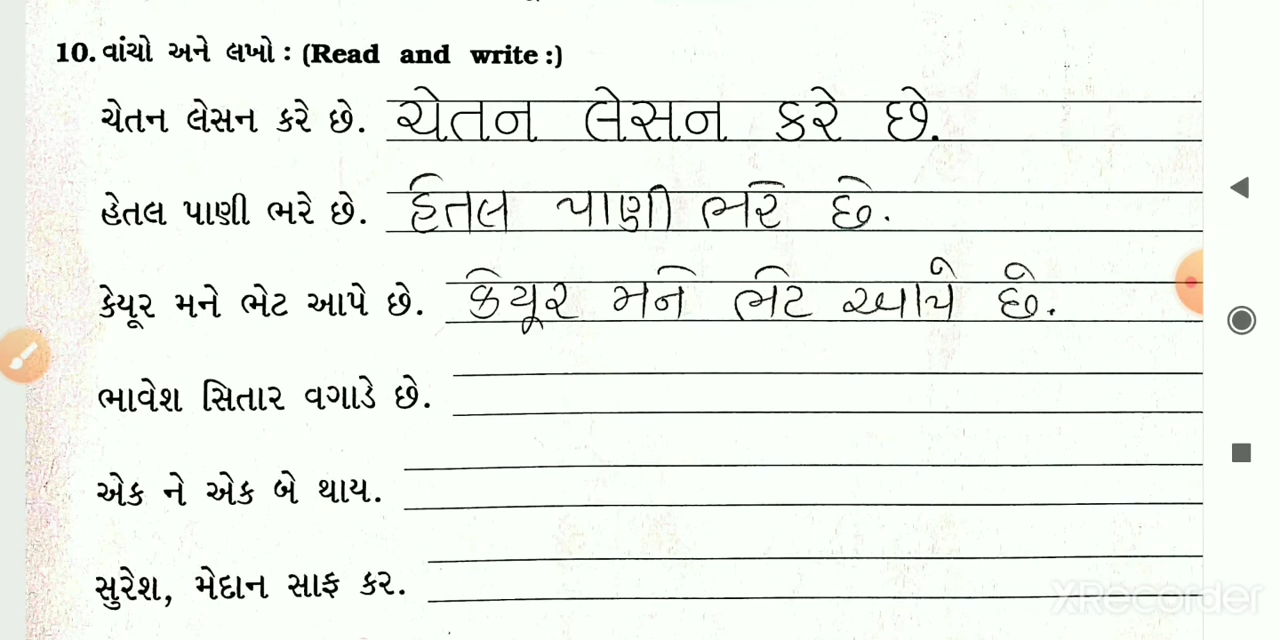 10. વાંચો અને લખો : (Read and write :)
ચેતન લેસન કરે છે. ચેતન લેસન કરે છે.
હેતલ પાણી ભરે છે. હેતલ પાણી ભરે છે.
કેયૂર મને ભેટ આપે છે. કેયૂર મને ભેટ આપે છે.
ભાવેશ સિતાર વગાડે છે.
એક ને એક બે થાય.
સુરેશ, મેદાન સાફ કર.
XRecorder